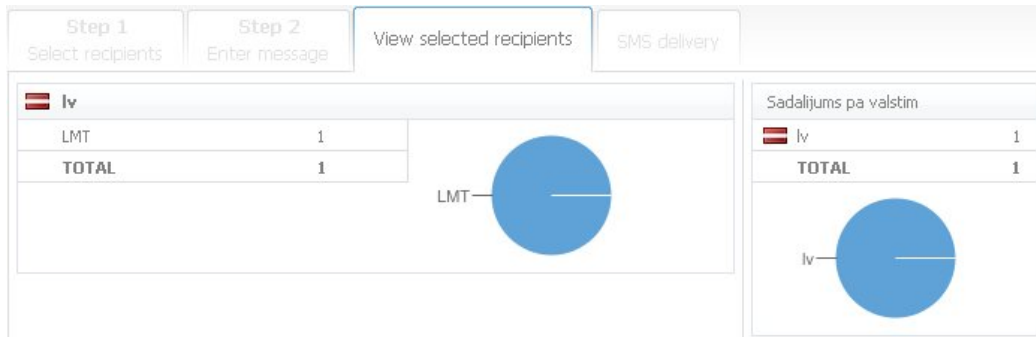 Step 1
Select recipients
Step 2
Enter message
View selected recipients
SMS delivery
lv
LMT 1
TOTAL 1
LMT
Sadalijums pa valstim
lv 1
TOTAL 1
lv